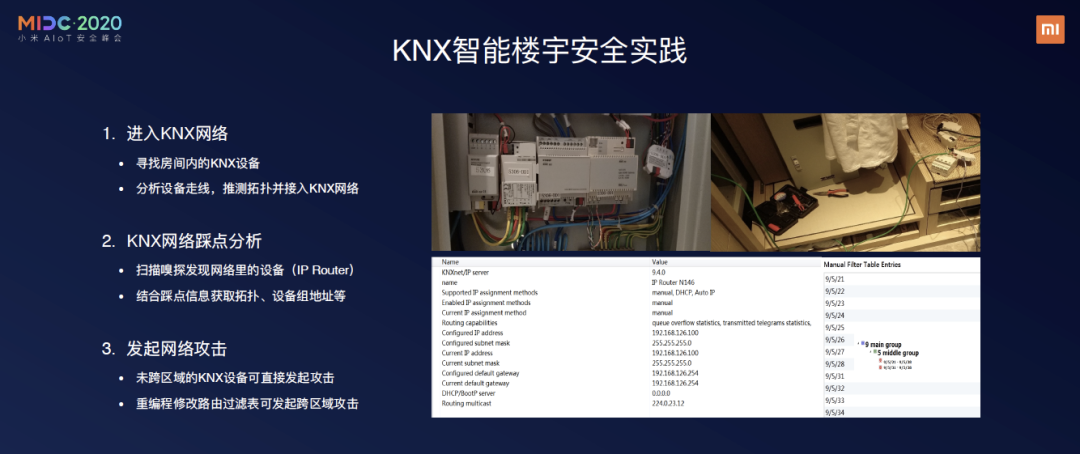 MIDC·2020
小米AIoT安全峰会
KNX智能楼宇安全实践
1. 进入KNX网络
• 寻找房间内的KNX设备
• 分析设备走线，推测拓扑并接入KNX网络
2. KNX网络踩点分析
• 扫描嗅探发现网络里的设备（IP Router）
• 结合踩点信息获取拓扑、设备组地址等
3. 发起网络攻击
• 未跨区域的KNX设备可直接发起攻击
• 重编程修改路由过滤表可发起跨区域攻击
Name Value
KNXnet/IP server 9.4.0
name IP Router N146
Supported IP assignment methods manual, DHCP, Auto IP
Enabled IP assignment methods manual
Current IP assignment method manual
Routing capabilities queue overflow statistics, transmitted telegrams statistics,
Configured IP address 192.168.126.100
Configured subnet mask 255.255.255.0
Current IP address 192.168.126.100
Current subnet mask 255.255.255.0
Configured default gateway 192.168.126.254
Current default gateway 192.168.126.254
DHCP/BootP server 0.0.0.0
Routing multicast 224.0.23.12
Manual Filter Table Entries
9/5/21
9/5/22
9/5/23
9/5/24
9/5/25
9/5/26
9/5/27
9/5/28
9/5/31
9/5/32
9/5/33
9/5/34
9 main group
5 middle group
mi